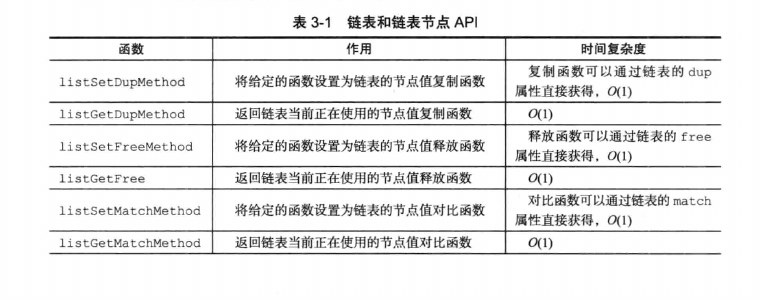 表 3-1 链表和链表节点 API
函数 作用 时间复杂度
listSetDupMethod 将给定的函数设置为链表的节点值复制函数 复制函数可以通过链表的 dup
属性直接获得，O(1)
listGetDupMethod 返回链表当前正在使用的节点值复制函数 O(1)
listSetFreeMethod 将给定的函数设置为链表的节点值释放函数 释放函数可以通过链表的 free
属性直接获得，O(1)
listGetFree 返回链表当前正在使用的节点值释放函数 O(1)
listSetMatchMethod 将给定的函数设置为链表的节点值对比函数 对比函数可以通过链表的 match
属性直接获得，O(1)
listGetMatchMethod 返回链表当前正在使用的节点值对比函数 O(1)